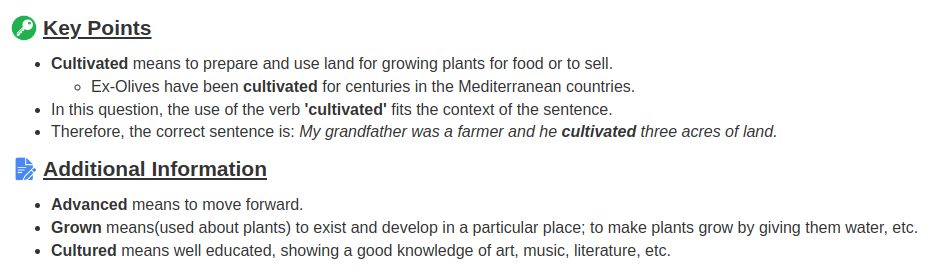 Key Points
Cultivated means to prepare and use land for growing plants for food or to sell.
Ex-Olives have been cultivated for centuries in the Mediterranean countries.
In this question, the use of the verb 'cultivated' fits the context of the sentence.
Therefore, the correct sentence is: My grandfather was a farmer and he cultivated three acres of land.
Additional Information
Advanced means to move forward.
Grown means(used about plants) to exist and develop in a particular place; to make plants grow by giving them water, etc.
Cultured means well educated, showing a good knowledge of art, music, literature, etc.